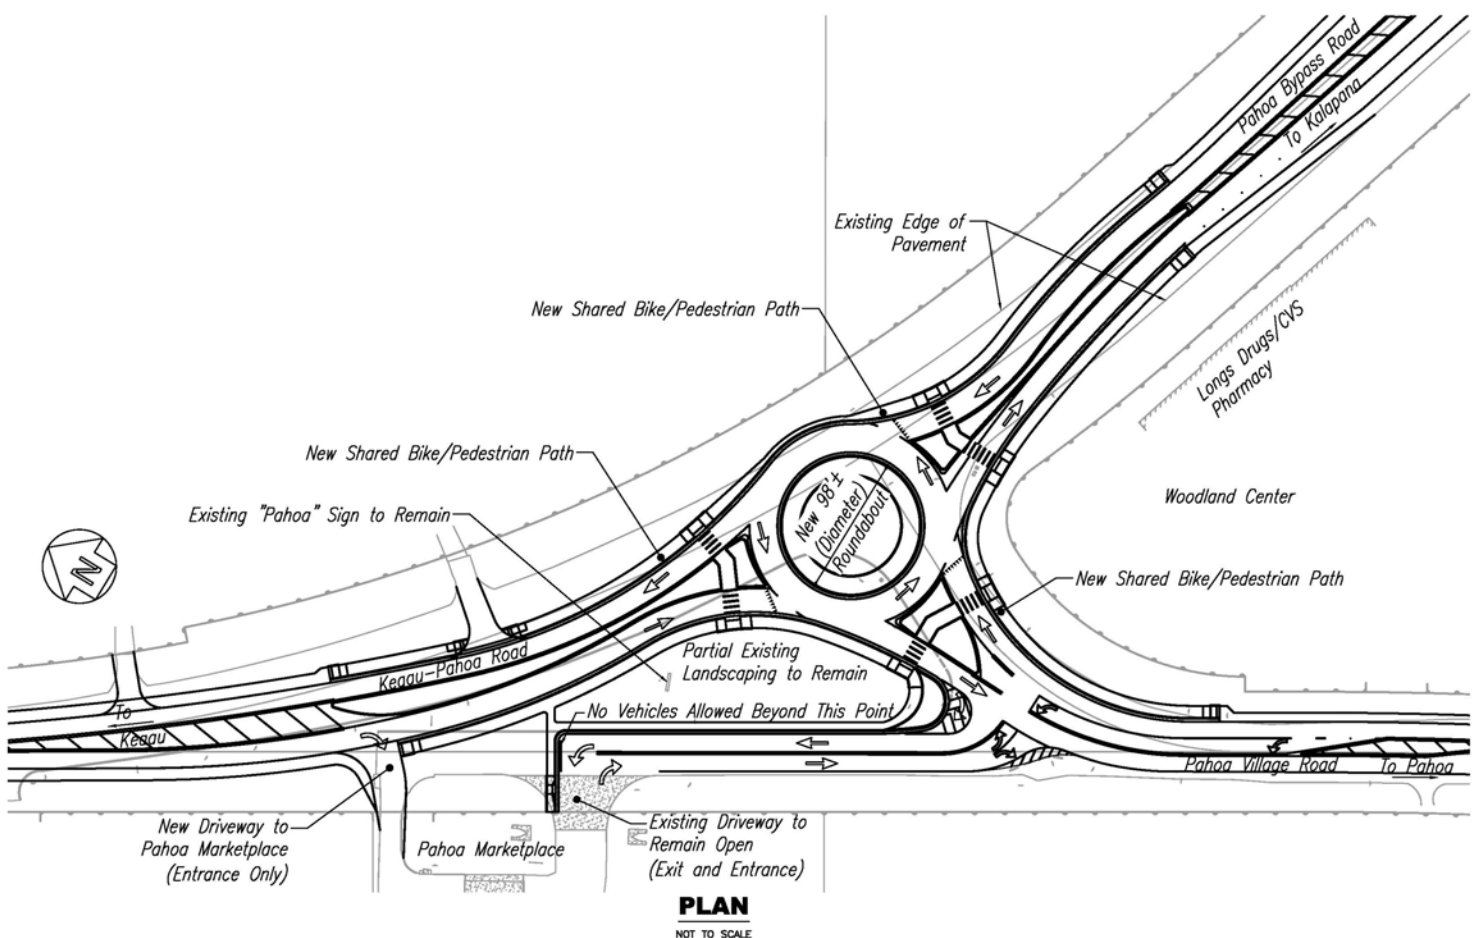 Pahoa Bypass Road
To Kalapana
Existing Edge of
Pavement
New Shared Bike/Pedestrian Path
Longs Drugs/CVS
Pharmacy
New Shared Bike/Pedestrian Path
New 98'±
(Diameter)
Roundabout
Woodland Center
Existing "Pahoa" Sign to Remain
N
New Shared Bike/Pedestrian Path
Partial Existing
Landscaping to Remain
Keaau-Pahoa Road
No Vehicles Allowed Beyond This Point
To
Keaau
Pahoa Village Road
To Pahoa
New Driveway to
Pahoa Marketplace
(Entrance Only)
Pahoa Marketplace
Existing Driveway to
Remain Open
(Exit and Entrance)
PLAN
NOT TO SCALE